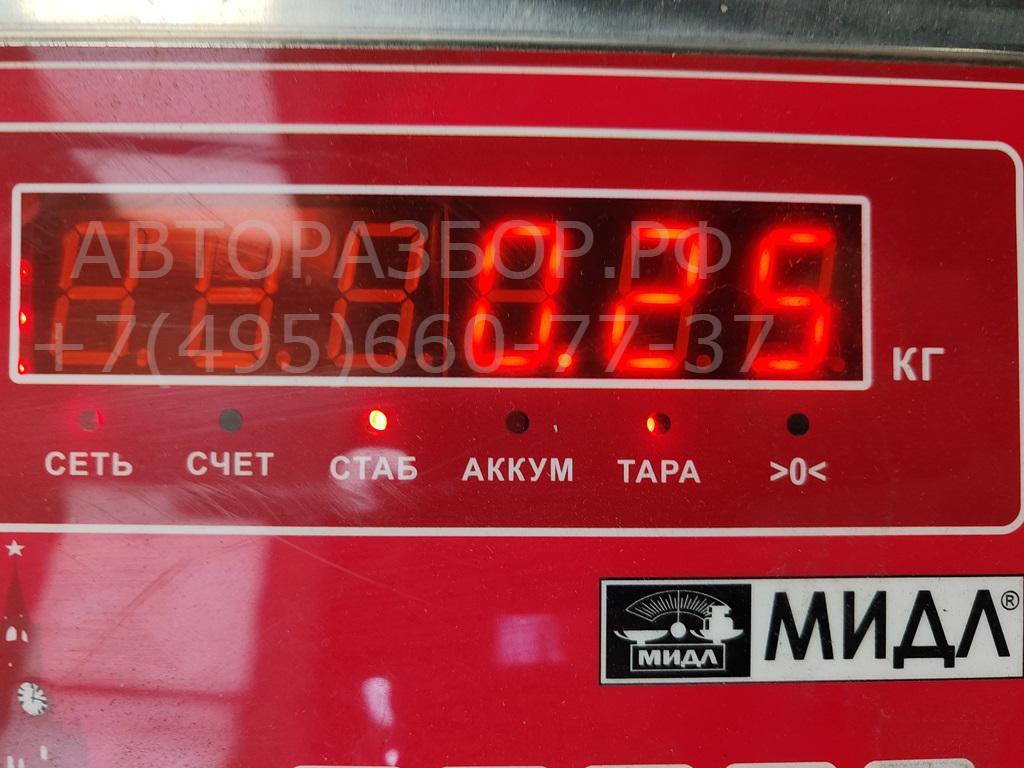 АВТОРАЗБОР.РФ
+7(495)660-77-37
0.25
КГ
СЕТЬ СЧЕТ СТАБ АККУМ ТАРА >0<
МИДЛ МИДЛ®